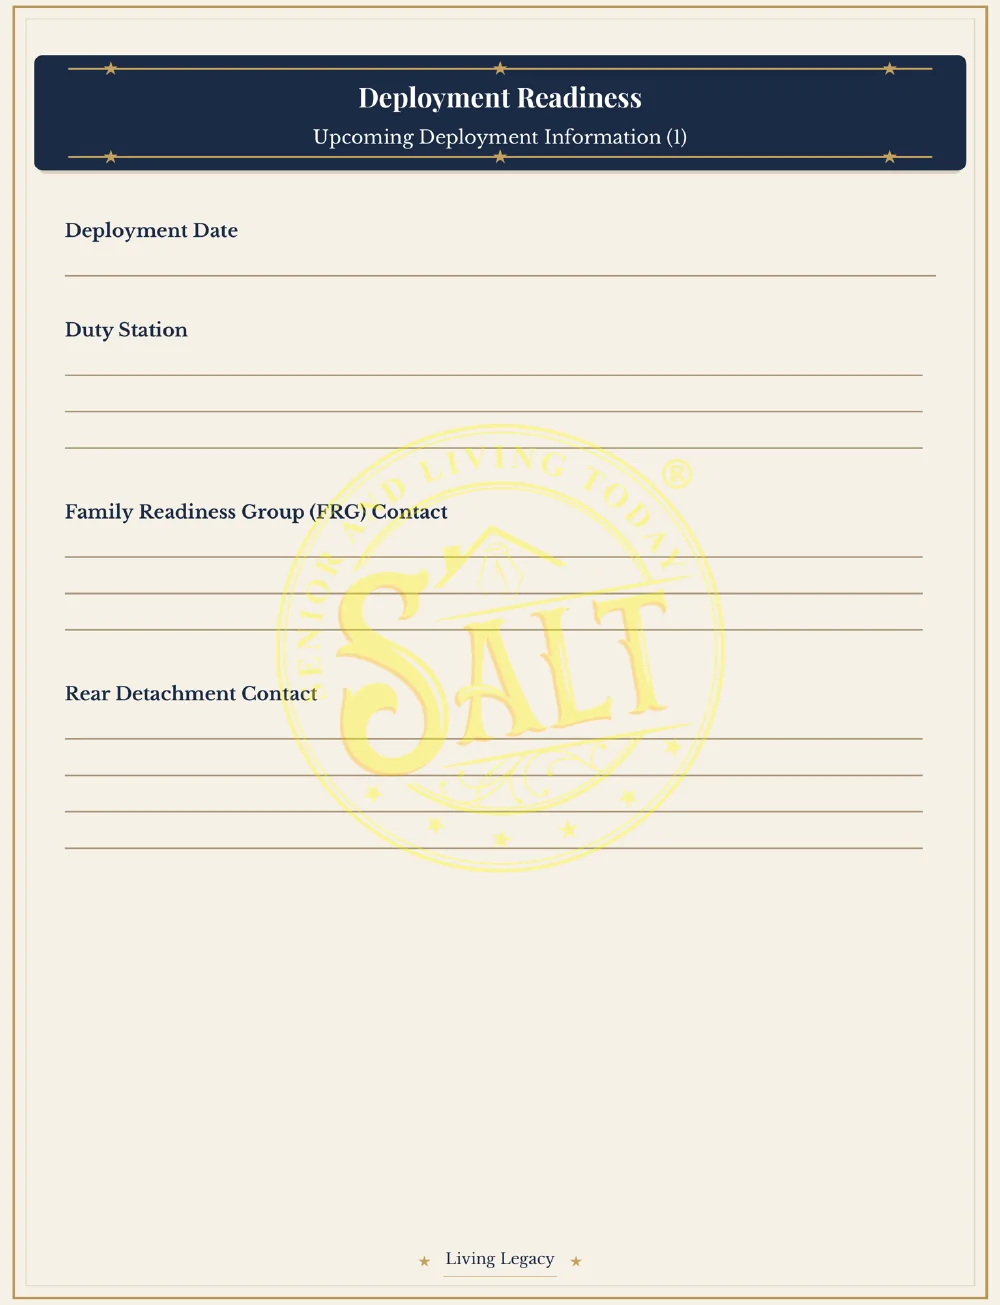 Deployment Readiness
Upcoming Deployment Information (1)
Deployment Date
Duty Station
SENIOR AND LIVING TODAY ®
Family Readiness Group (FRG) Contact
SALT
Rear Detachment Contact
Living Legacy